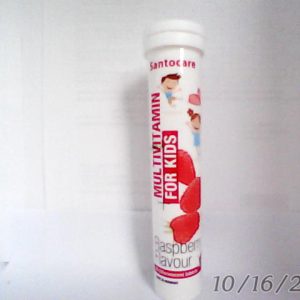 Santocare
MULTIVITAMIN
FOR KIDS
Raspberry
Flavour
10/16/2